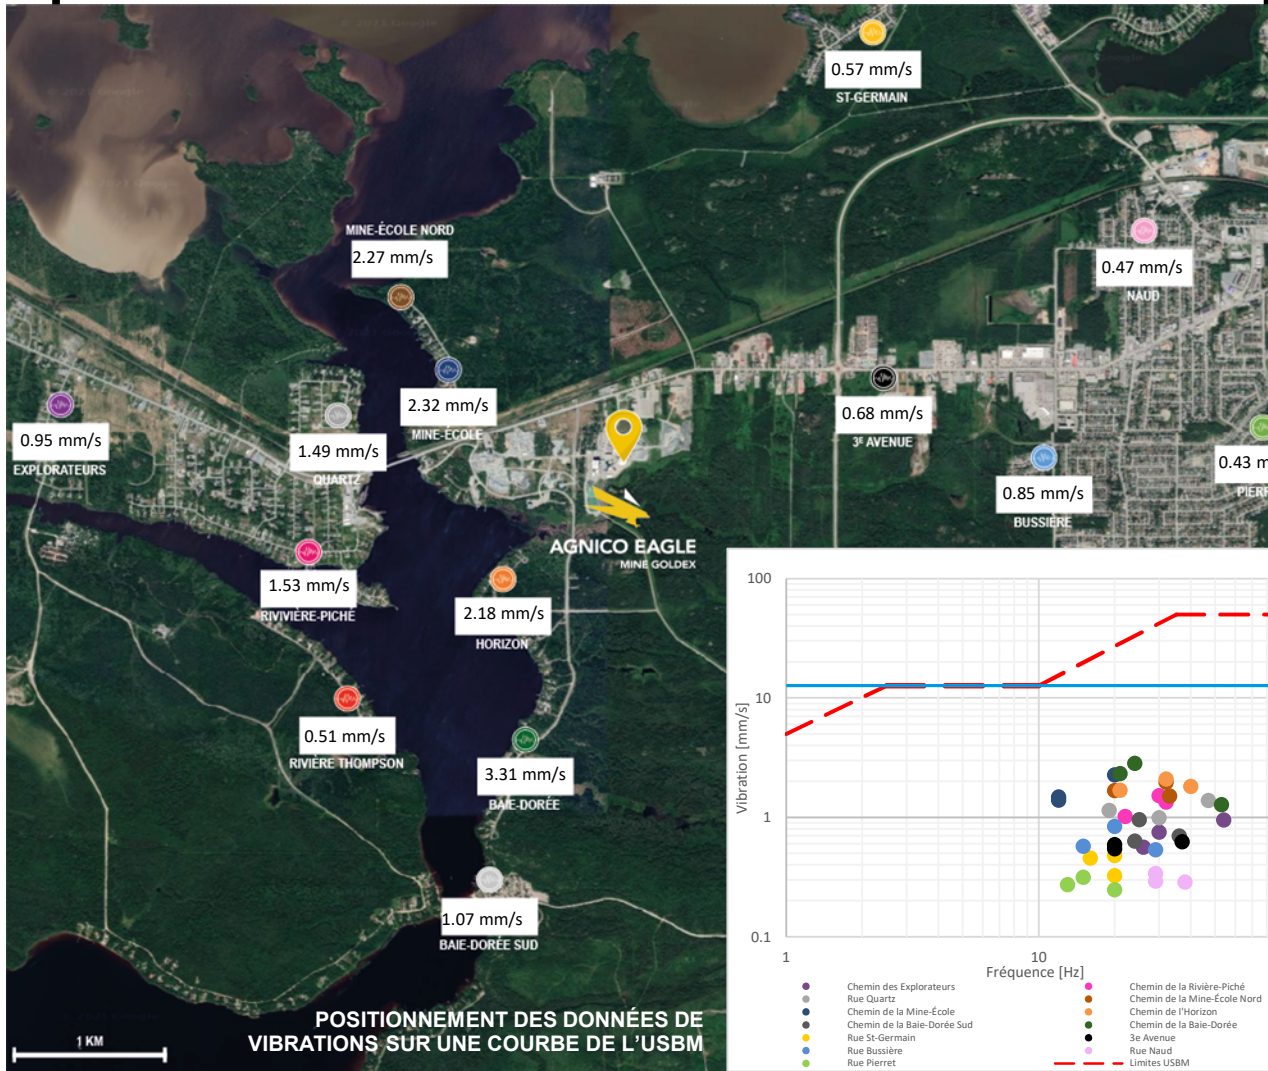 0.57 mm/s
ST-GERMAIN
MINE-ÉCOLE NORD
2.27 mm/s
0.47 mm/s
NAUD
2.32 mm/s
MINE-ÉCOLE
0.68 mm/s
3E AVENUE
0.95 mm/s
EXPLORATEURS
1.49 mm/s
QUARTZ
0.43 m
PIERR
0.85 mm/s
BUSSIÈRE
AGNICO EAGLE
MINE GOLDEX
1.53 mm/s
RIVIVIÈRE-PICHÉ
2.18 mm/s
HORIZON
0.51 mm/s
RIVIÈRE THOMPSON
3.31 mm/s
BAIE-DORÉE
1.07 mm/s
BAIE-DORÉE SUD
POSITIONNEMENT DES DONNÉES DE
VIBRATIONS SUR UNE COURBE DE L'USBM
1 KM
100
10
1
0.1
Vibration [mm/s]
1 10
Fréquence [Hz]
Chemin des Explorateurs Chemin de la Rivière-Piché
Rue Quartz Chemin de la Mine-École Nord
Chemin de la Mine-École Chemin de l'Horizon
Chemin de la Baie-Dorée Sud Chemin de la Baie-Dorée
Rue St-Germain 3e Avenue
Rue Bussière Rue Naud
Rue Pierret Limites USBM